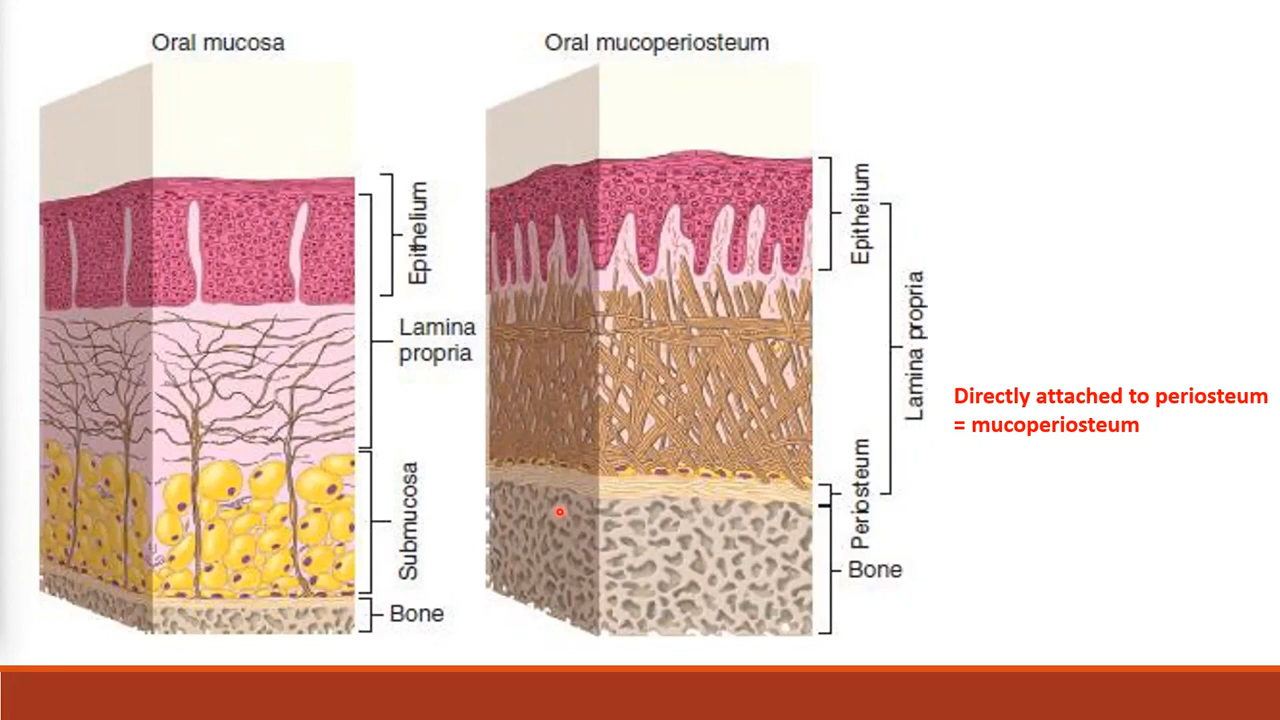 Oral mucosa
Epithelium
Lamina
propria
Submucosa
Bone
Oral mucoperiosteum
Epithelium
Lamina propria
Periosteum
Bone
Directly attached to periosteum
= mucoperiosteum